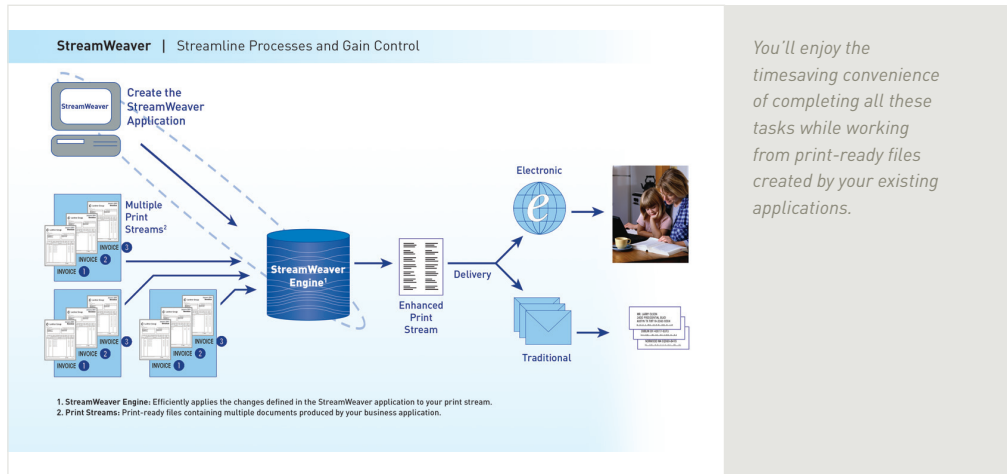 StreamWeaver | Streamline Processes and Gain Control
StreamWeaver
Create the
StreamWeaver
Application
Multiple
Print
Streams²
INVOICE 3
INVOICE 2
INVOICE 1
INVOICE 3
INVOICE 2
INVOICE 1
INVOICE 3
INVOICE 2
INVOICE 1
StreamWeaver
Engine¹
Enhanced
Print
Stream
Delivery
Electronic
e
Traditional
1. StreamWeaver Engine: Efficiently applies the changes defined in the StreamWeaver application to your print stream.
2. Print Streams: Print-ready files containing multiple documents produced by your business application.
You'll enjoy the
timesaving convenience
of completing all these
tasks while working
from print-ready files
created by your existing
applications.